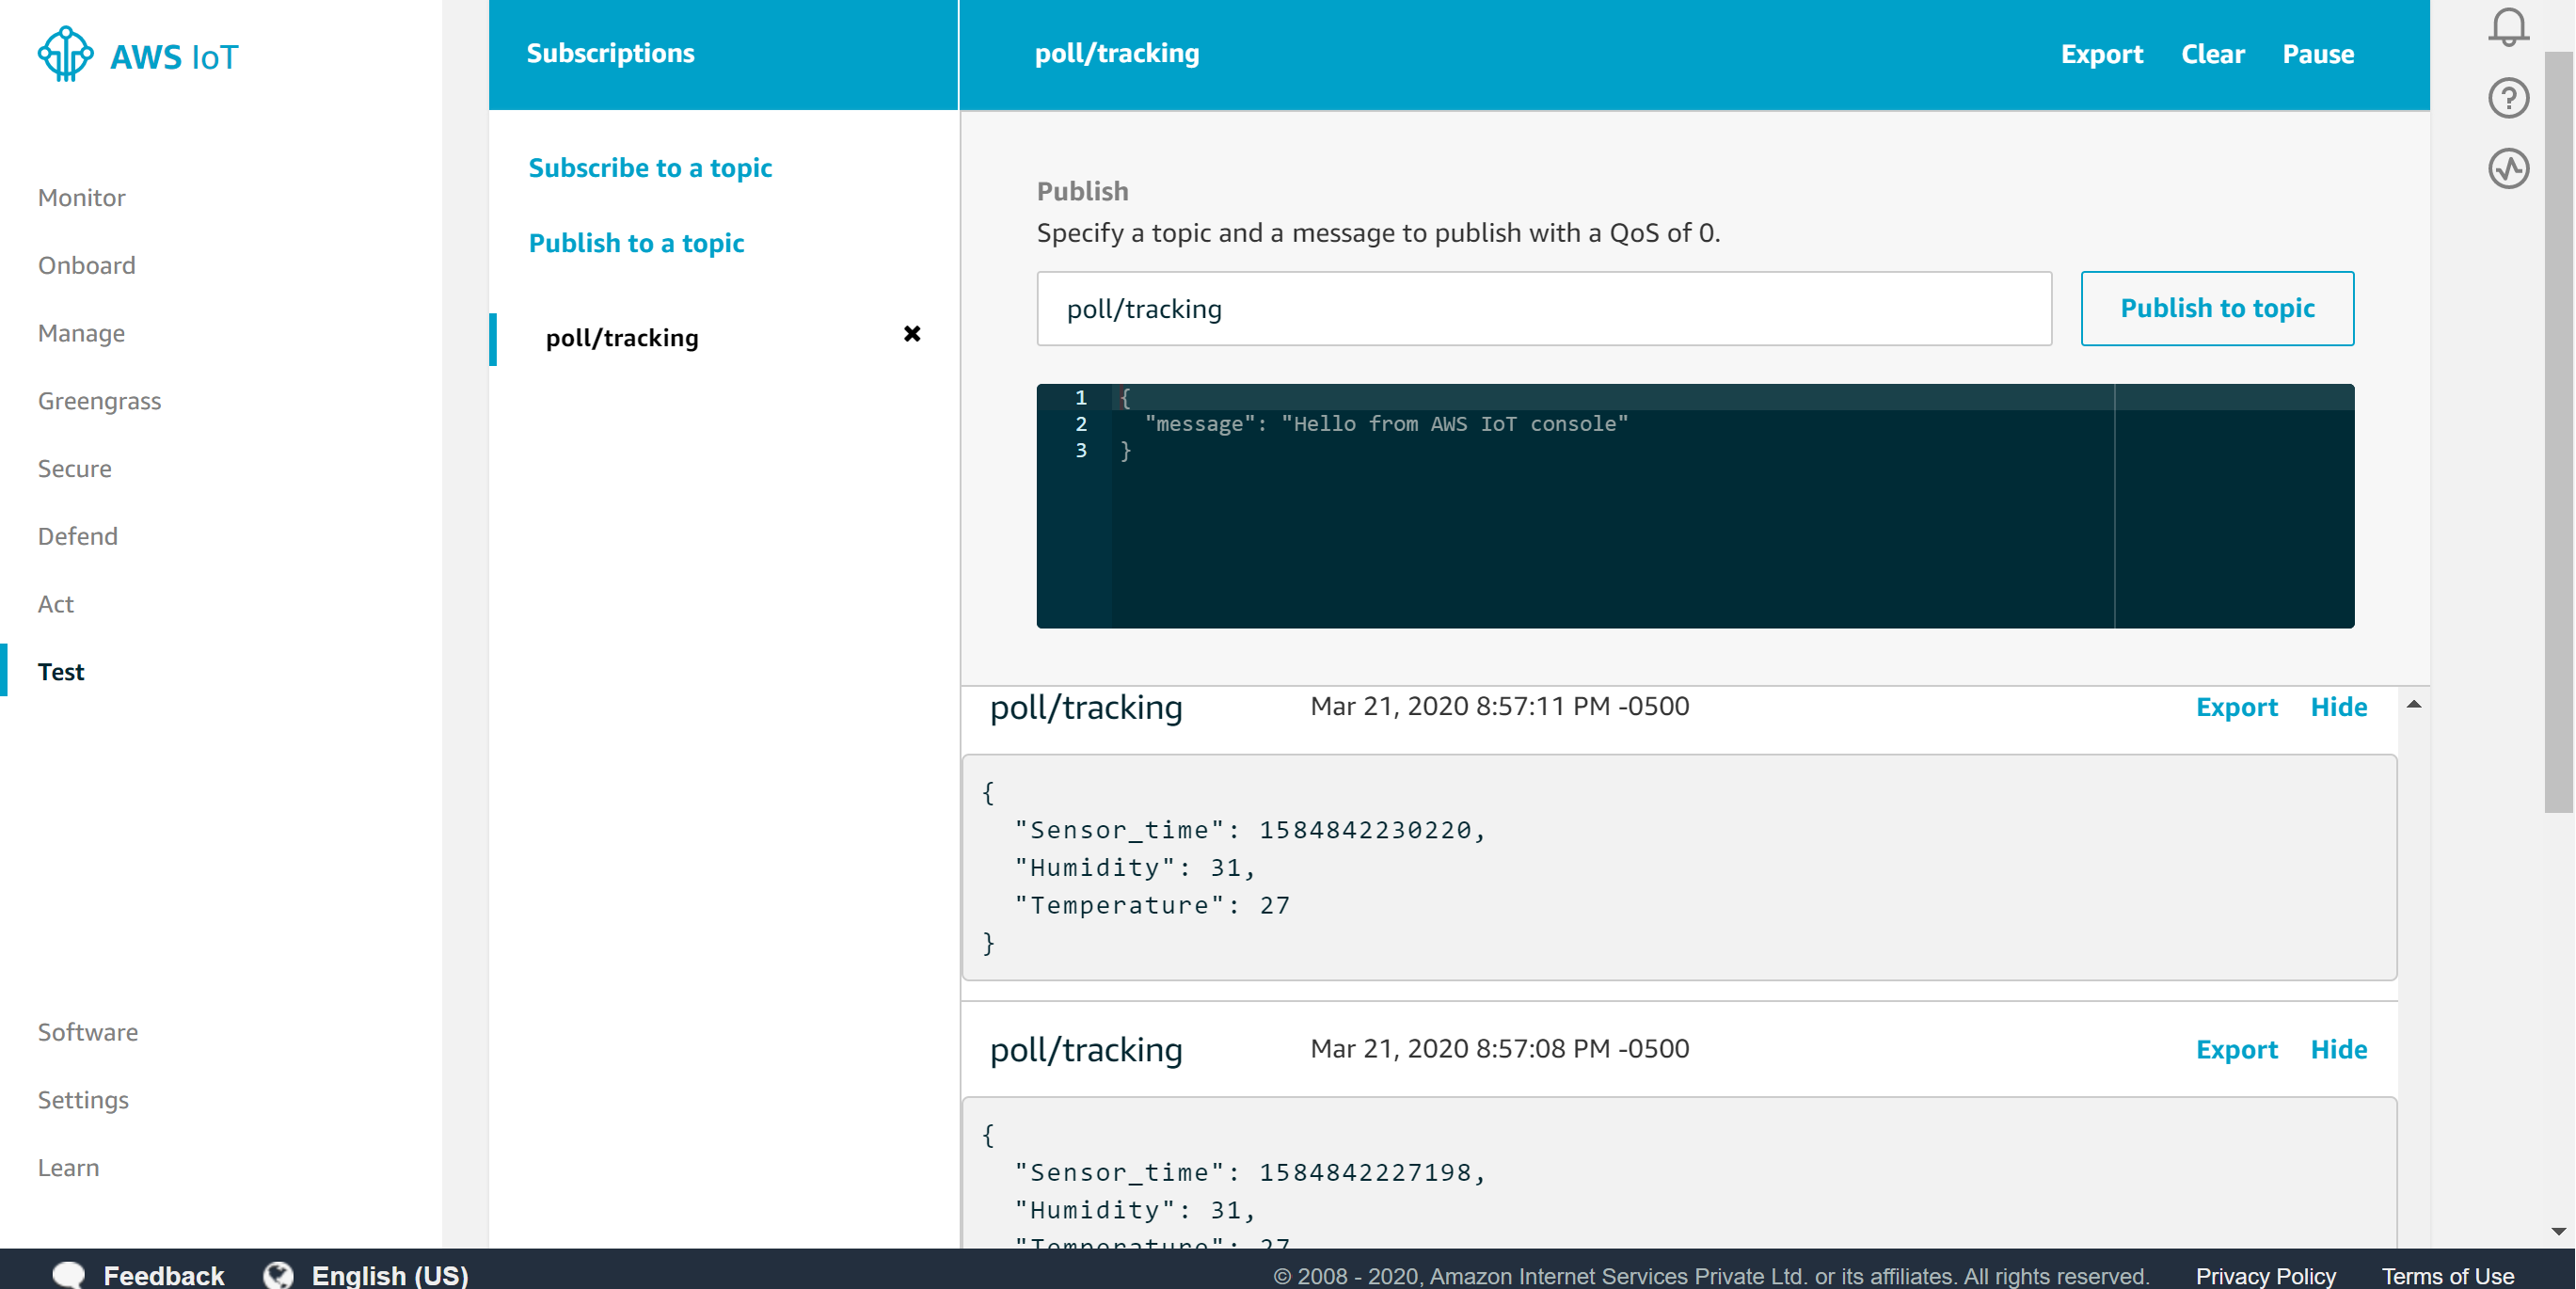 AWS IoT
Monitor
Onboard
Manage
Greengrass
Secure
Defend
Act
Test
Software
Settings
Learn
Subscriptions
Subscribe to a topic
Publish to a topic
poll/tracking
poll/tracking
Export Clear Pause
Publish
Specify a topic and a message to publish with a QoS of 0.
poll/tracking
Publish to topic
1 {
2 "message": "Hello from AWS IoT console"
3 }
poll/tracking Mar 21, 2020 8:57:11 PM -0500 Export Hide
{
"Sensor_time": 1584842230220,
"Humidity": 31,
"Temperature": 27
}
poll/tracking Mar 21, 2020 8:57:08 PM -0500 Export Hide
{
"Sensor_time": 1584842227198,
"Humidity": 31,
"Temperature": 27
Feedback English (US) © 2008 - 2020, Amazon Internet Services Private Ltd. or its affiliates. All rights reserved. Privacy Policy Terms of Use